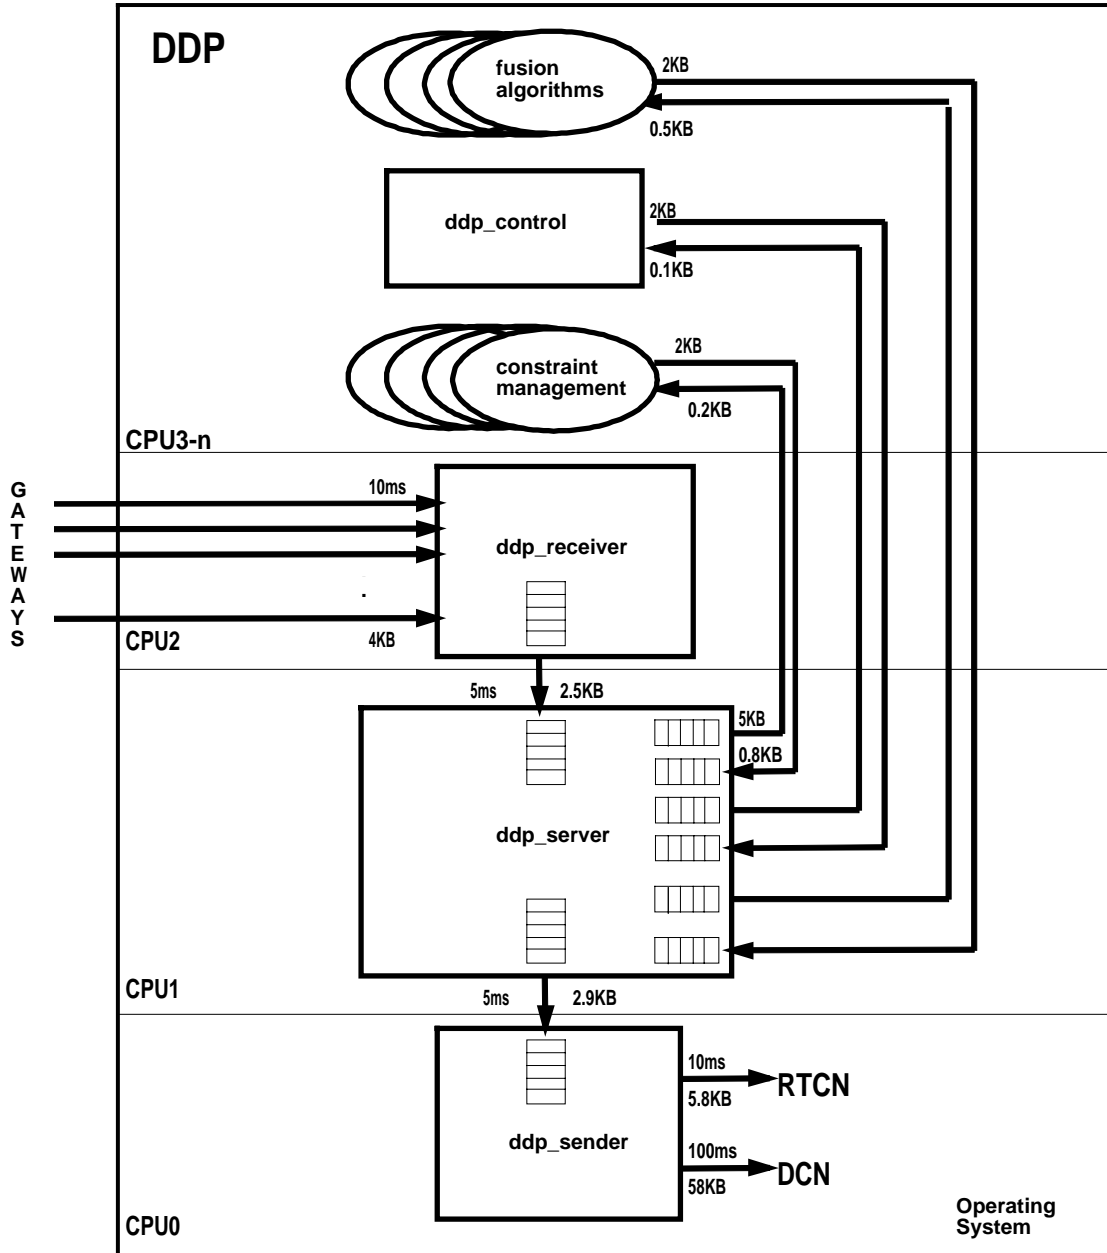 DDP
fusion
algorithms
2KB
0.5KB
ddp_control
2KB
0.1KB
constraint
management
2KB
0.2KB
CPU3-n
GATEWAYS
10ms
ddp_receiver
4KB
CPU2
5ms
2.5KB
5KB
0.8KB
ddp_server
CPU1
5ms
2.9KB
10ms
RTCN
5.8KB
ddp_sender
100ms
DCN
58KB
Operating
System
CPU0